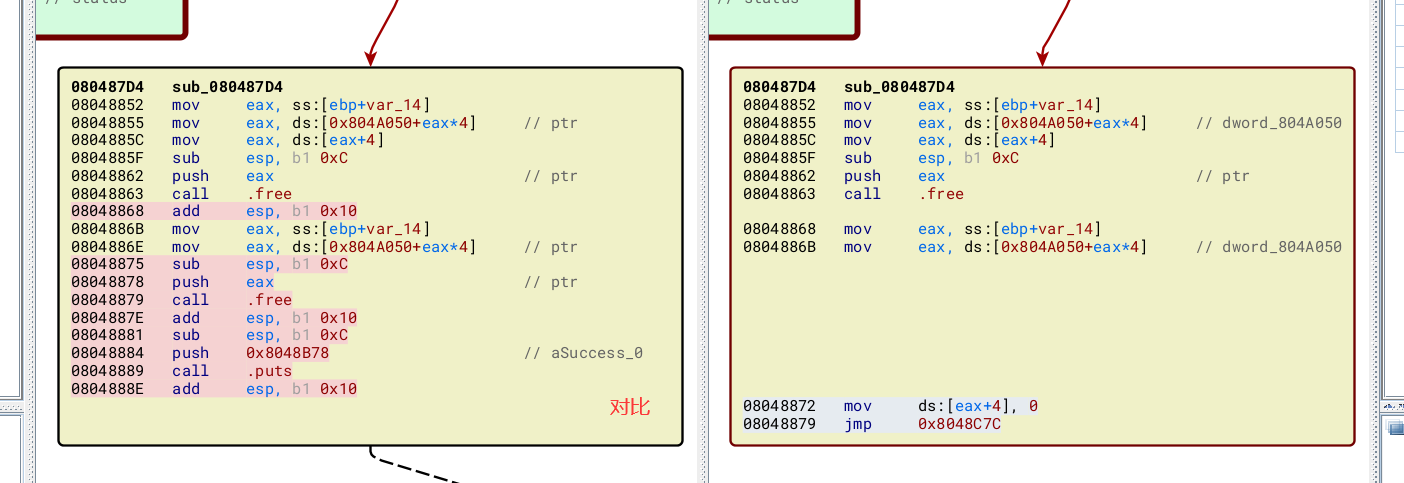 // status
080487D4 sub_080487D4
08048852 mov eax, ss:[ebp+var_14]
08048855 mov eax, ds:[0x804A050+eax*4] // ptr
0804885C mov eax, ds:[eax+4]
0804885F sub esp, b1 0xC
08048862 push eax // ptr
08048863 call .free
08048868 add esp, b1 0x10
0804886B mov eax, ss:[ebp+var_14]
0804886E mov eax, ds:[0x804A050+eax*4] // ptr
08048875 sub esp, b1 0xC
08048878 push eax // ptr
08048879 call .free
0804887E add esp, b1 0x10
08048881 sub esp, b1 0xC
08048884 push 0x8048B78 // aSuccess_0
08048889 call .puts
0804888E add esp, b1 0x10
对比
// status
080487D4 sub_080487D4
08048852 mov eax, ss:[ebp+var_14]
08048855 mov eax, ds:[0x804A050+eax*4] // dword_804A050
0804885C mov eax, ds:[eax+4]
0804885F sub esp, b1 0xC
08048862 push eax // ptr
08048863 call .free
08048868 mov eax, ss:[ebp+var_14]
0804886B mov eax, ds:[0x804A050+eax*4] // dword_804A050
08048872 mov ds:[eax+4], 0
08048879 jmp 0x8048C7C